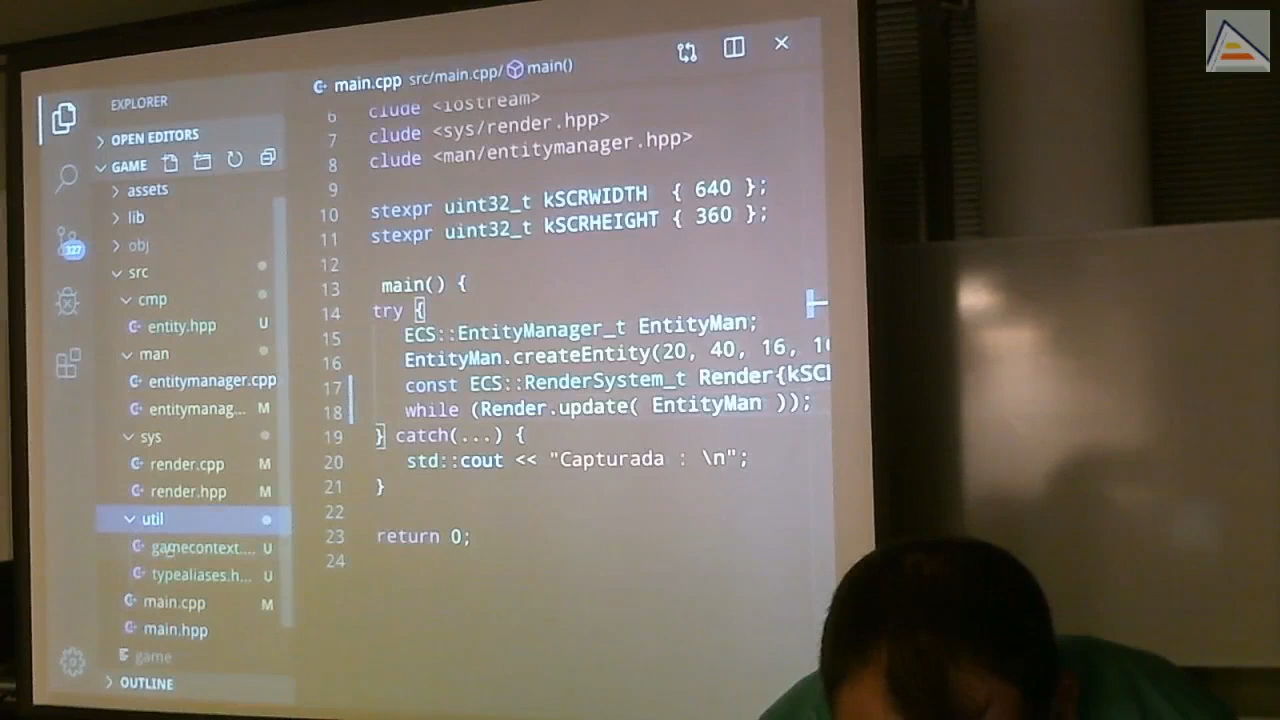 EXPLORER
OPEN EDITORS
GAME
assets
lib
obj
src
cmp
entity.hpp U
man
entitymanager.cpp
entitymanag... M
sys
render.cpp M
render.hpp M
util
gamecontext.... U
typealiases.h... U
main.cpp M
main.hpp
game
OUTLINE
327
main.cpp src/main.cpp/ main()
6 clude <iostream>
7 clude <sys/render.hpp>
8 clude <man/entitymanager.hpp>
9
10 stexpr uint32_t kSCRWIDTH { 640 };
11 stexpr uint32_t kSCRHEIGHT { 360 };
12
13 main() {
14 try {
15 ECS::EntityManager_t EntityMan;
16 EntityMan.createEntity(20, 40, 16, 1
17 const ECS::RenderSystem_t Render{kSC
18 while (Render.update( EntityMan ));
19 } catch(...) {
20 std::cout << "Capturada : \n";
21 }
22
23 return 0;
24